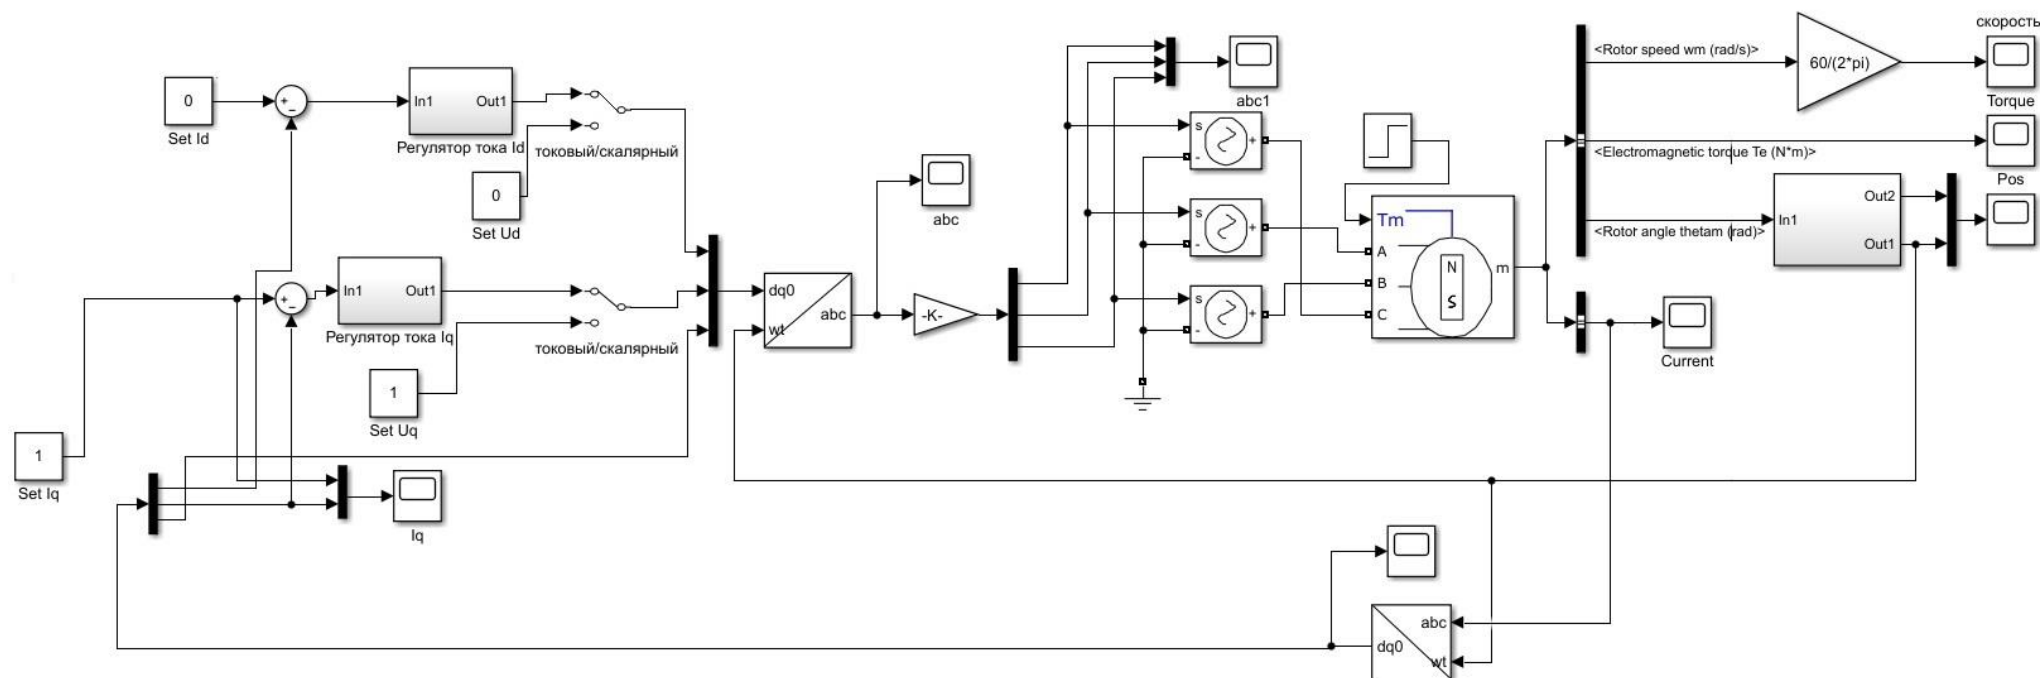 скорость
<Rotor speed wm (rad/s)>
60/(2*pi)
Torque
0
Set Id
+
-
In1
Out1
Регулятор тока Id
токовый/скалярный
0
Set Ud
abc1
s
+
-
<Electromagnetic torque Te (N*m)>
Pos
abc
s
+
-
Tm
A
B
C
N
S
m
Out2
In1
Out1
<Rotor angle thetam (rad)>
+
-
In1
Out1
Регулятор тока Iq
токовый/скалярный
dq0
abc
wt
-K-
s
+
-
Current
1
Set Uq
1
Set Iq
Iq
abc
dq0
wt